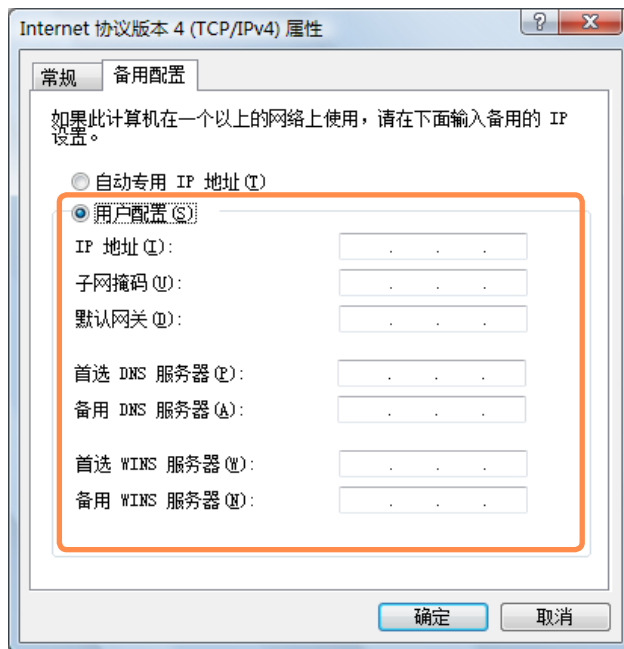 Internet 协议版本 4 (TCP/IPv4) 属性
常规 备用配置
如果此计算机在一个以上的网络上使用，请在下面输入备用的 IP
设置。
自动专用 IP 地址(T)
用户配置(S)
IP 地址(I):
子网掩码(U):
默认网关(D):
首选 DNS 服务器(P):
备用 DNS 服务器(A):
首选 WINS 服务器(W):
备用 WINS 服务器(N):
确定 取消